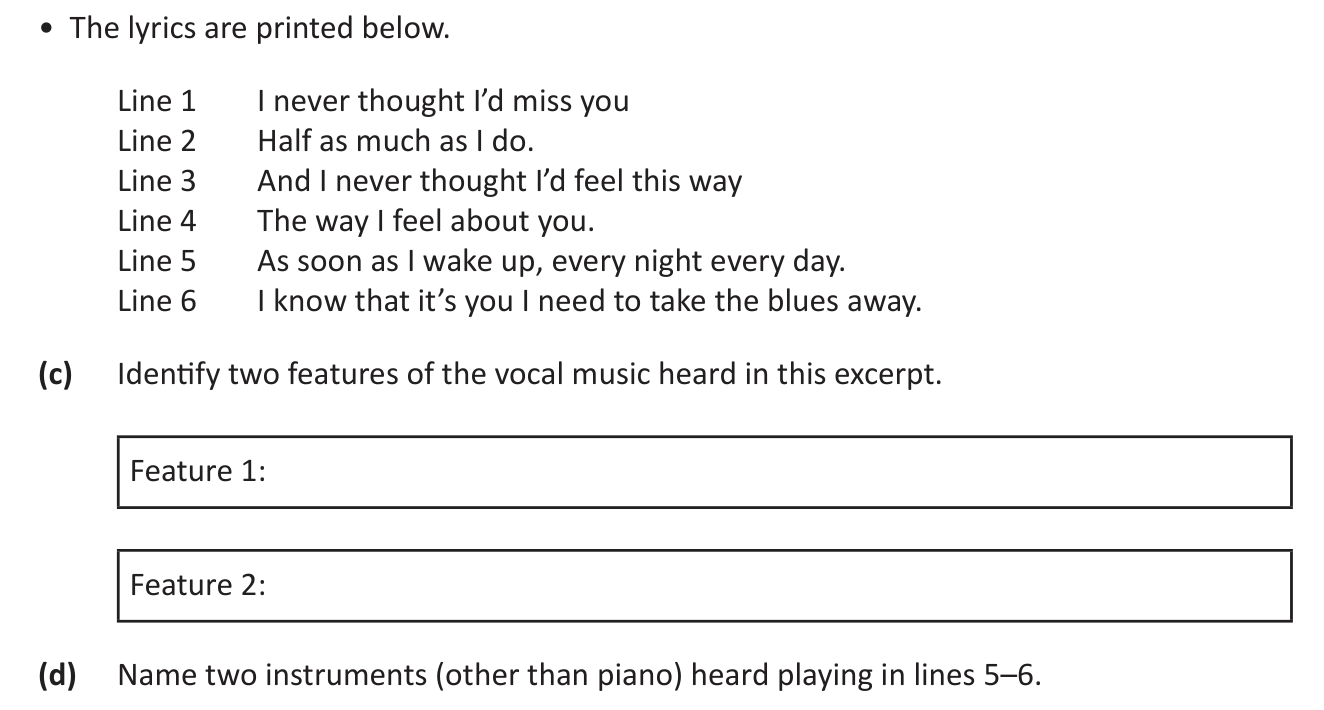 • The lyrics are printed below.
Line 1 I never thought I’d miss you
Line 2 Half as much as I do.
Line 3 And I never thought I’d feel this way
Line 4 The way I feel about you.
Line 5 As soon as I wake up, every night every day.
Line 6 I know that it’s you I need to take the blues away.
(c) Identify two features of the vocal music heard in this excerpt.
Feature 1:
Feature 2:
(d) Name two instruments (other than piano) heard playing in lines 5–6.